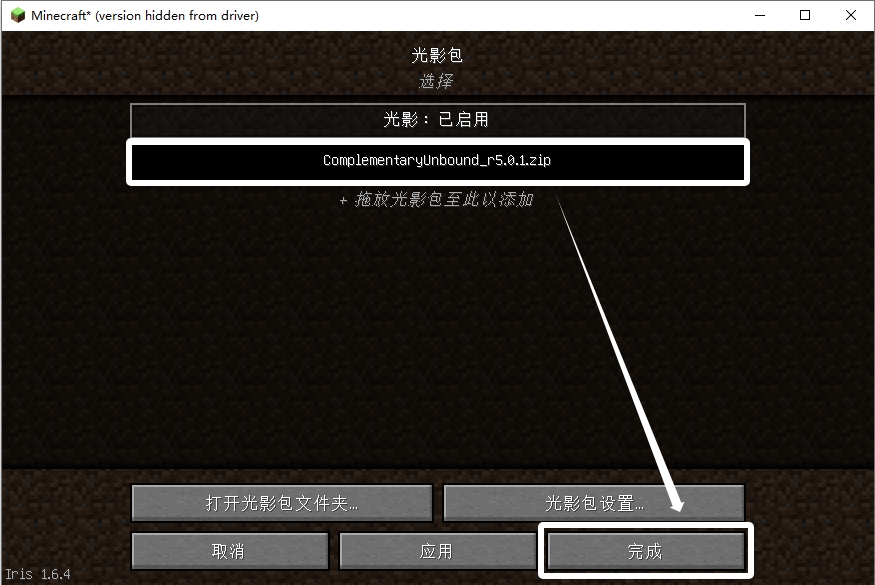 Minecraft* (version hidden from driver)
光影包
选择
光影：已启用
ComplementaryUnbound_r5.0.1.zip
+ 拖放光影包至此以添加
打开光影包文件夹...
光影包设置...
取消
应用
完成
Iris 1.6.4